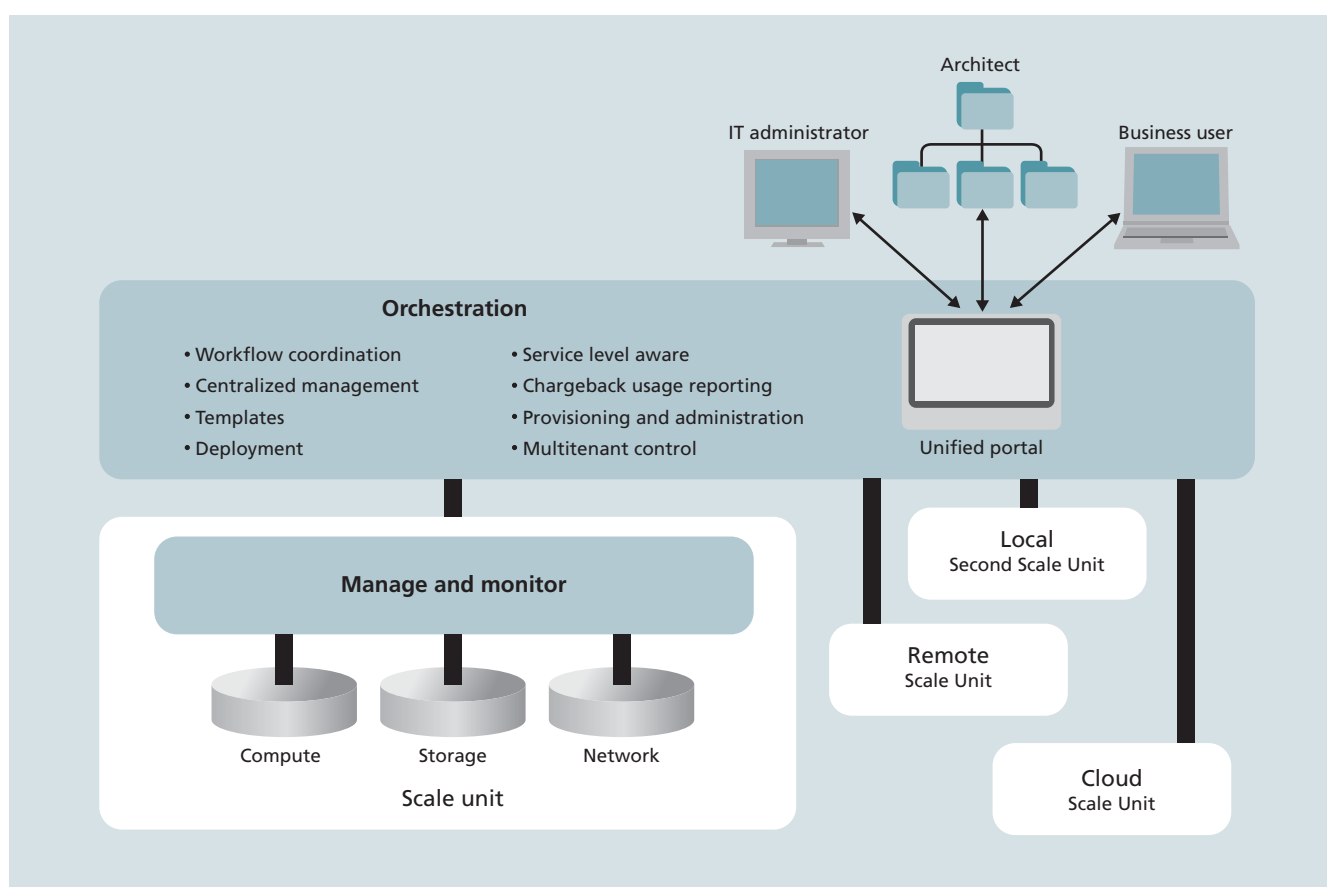 Architect
IT administrator
Business user
Orchestration
• Workflow coordination
• Centralized management
• Templates
• Deployment
• Service level aware
• Chargeback usage reporting
• Provisioning and administration
• Multitenant control
Unified portal
Manage and monitor
Compute
Storage
Network
Scale unit
Local
Second Scale Unit
Remote
Scale Unit
Cloud
Scale Unit